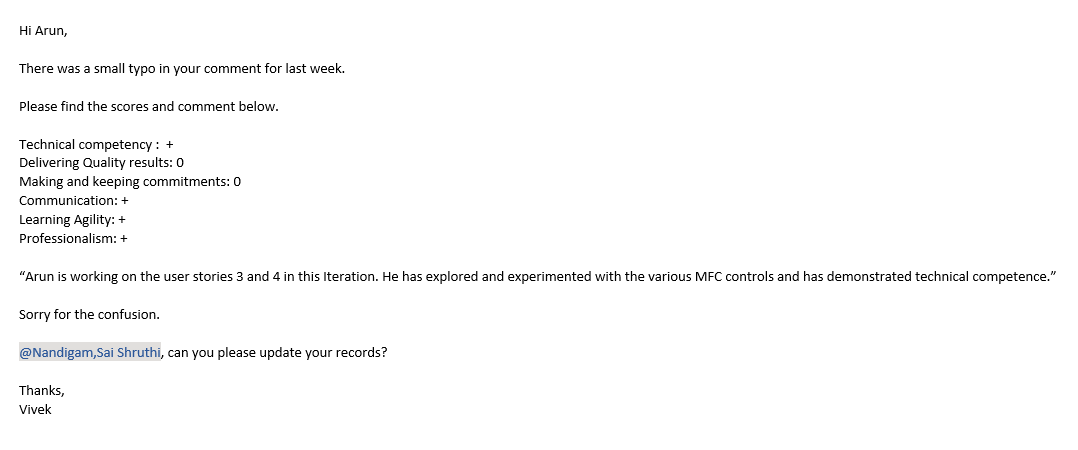 Hi Arun,
There was a small typo in your comment for last week.
Please find the scores and comment below.
Technical competency :  +
Delivering Quality results: 0
Making and keeping commitments: 0
Communication: +
Learning Agility: +
Professionalism: +
“Arun is working on the user stories 3 and 4 in this Iteration. He has explored and experimented with the various MFC controls and has demonstrated technical competence.”
Sorry for the confusion.
@Nandigam,Sai Shruthi, can you please update your records?
Thanks,
Vivek